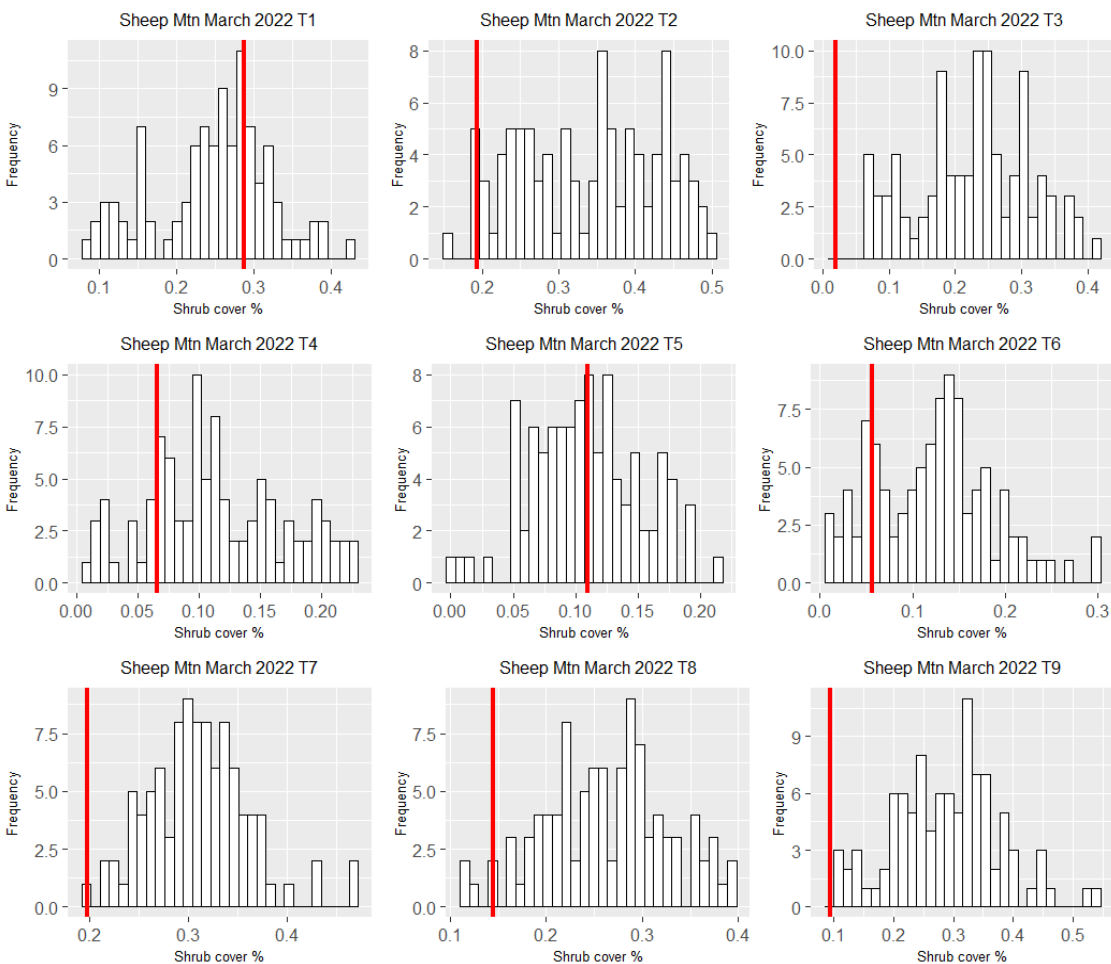 Sheep Mtn March 2022 T1
Sheep Mtn March 2022 T2
Sheep Mtn March 2022 T3
Frequency
9
6
3
0
0.1 0.2 0.3 0.4
Shrub cover %
Frequency
8
6
4
2
0
0.2 0.3 0.4 0.5
Shrub cover %
Frequency
10.0
7.5
5.0
2.5
0.0
0.0 0.1 0.2 0.3 0.4
Shrub cover %
Sheep Mtn March 2022 T4
Sheep Mtn March 2022 T5
Sheep Mtn March 2022 T6
Frequency
10.0
7.5
5.0
2.5
0.0
0.00 0.05 0.10 0.15 0.20
Shrub cover %
Frequency
8
6
4
2
0
0.00 0.05 0.10 0.15 0.20
Shrub cover %
Frequency
7.5
5.0
2.5
0.0
0.0 0.1 0.2 0.3
Shrub cover %
Sheep Mtn March 2022 T7
Sheep Mtn March 2022 T8
Sheep Mtn March 2022 T9
Frequency
7.5
5.0
2.5
0.0
0.2 0.3 0.4
Shrub cover %
Frequency
7.5
5.0
2.5
0.0
0.1 0.2 0.3 0.4
Shrub cover %
Frequency
9
6
3
0
0.1 0.2 0.3 0.4 0.5
Shrub cover %